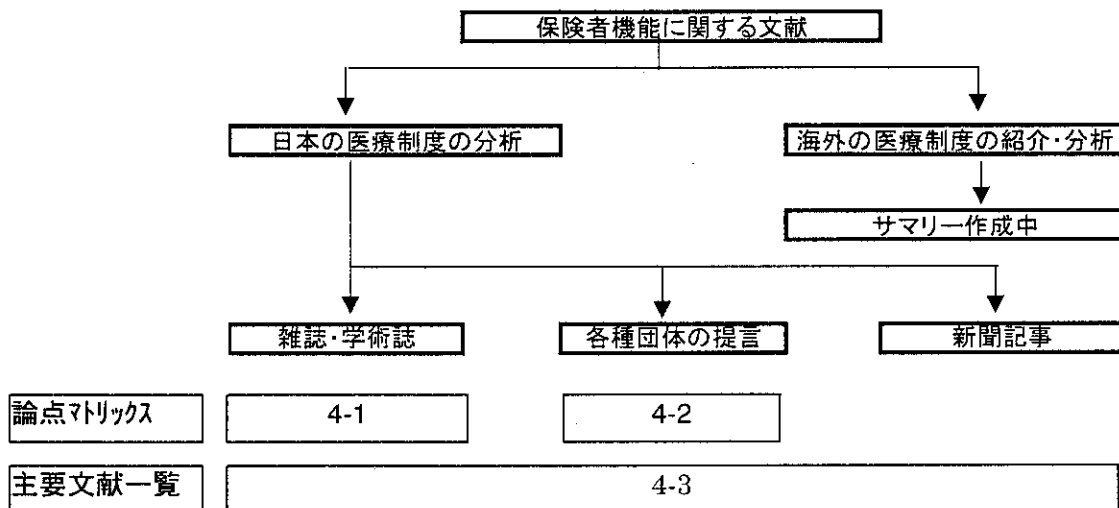 保険者機能に関する文献
日本の医療制度の分析
海外の医療制度の紹介・分析
サマリー作成中
雑誌・学術誌
各種団体の提言
新聞記事
論点ﾏﾄﾘｯｸｽ
4-1
4-2
主要文献一覧
4-3